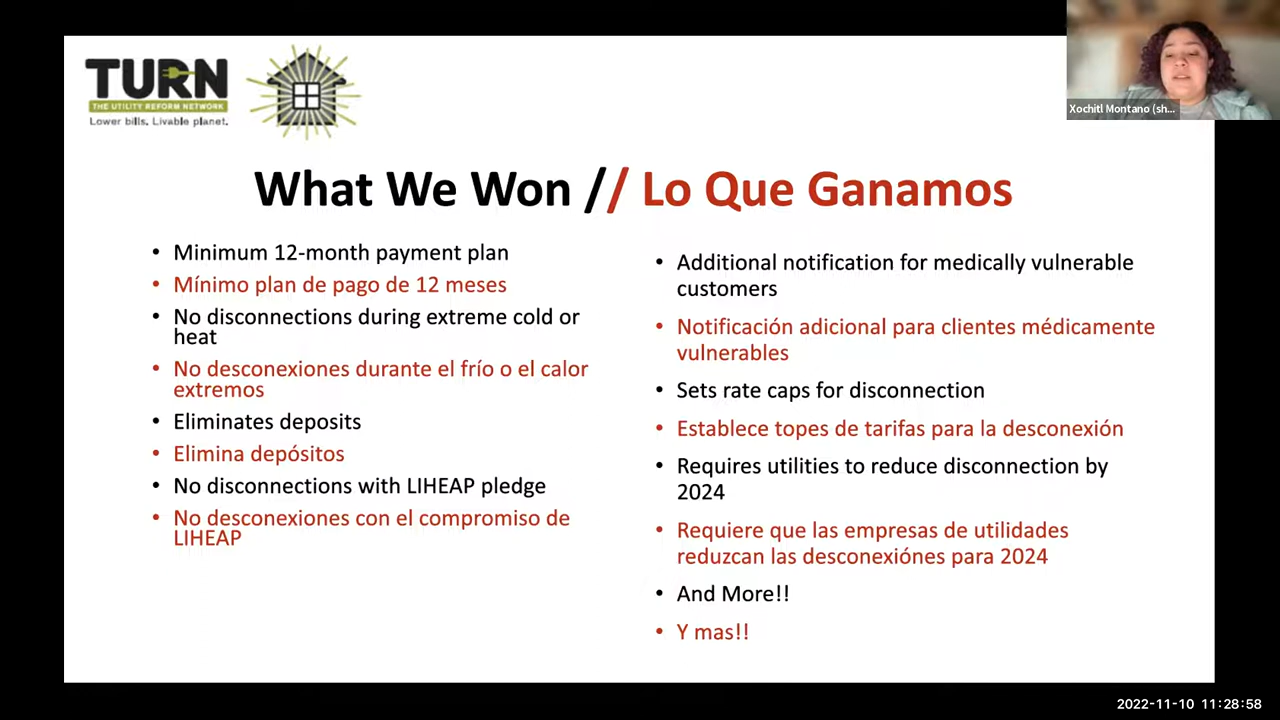 TURN
THE UTILITY REFORM NETWORK
Lower bills. Livable planet.
Xochitl Montano (sh...
What We Won // Lo Que Ganamos
• Minimum 12-month payment plan
• Mínimo plan de pago de 12 meses
• No disconnections during extreme cold or
heat
• No desconexiones durante el frío o el calor
extremos
• Eliminates deposits
• Elimina depósitos
• No disconnections with LIHEAP pledge
• No desconexiones con el compromiso de
LIHEAP
• Additional notification for medically vulnerable
customers
• Notificación adicional para clientes médicamente
vulnerables
• Sets rate caps for disconnection
• Establece topes de tarifas para la desconexión
• Requires utilities to reduce disconnection by
2024
• Requiere que las empresas de utilidades
reduzcan las desconexiónes para 2024
• And More!!
• Y mas!!
2022-11-10 11:28:58